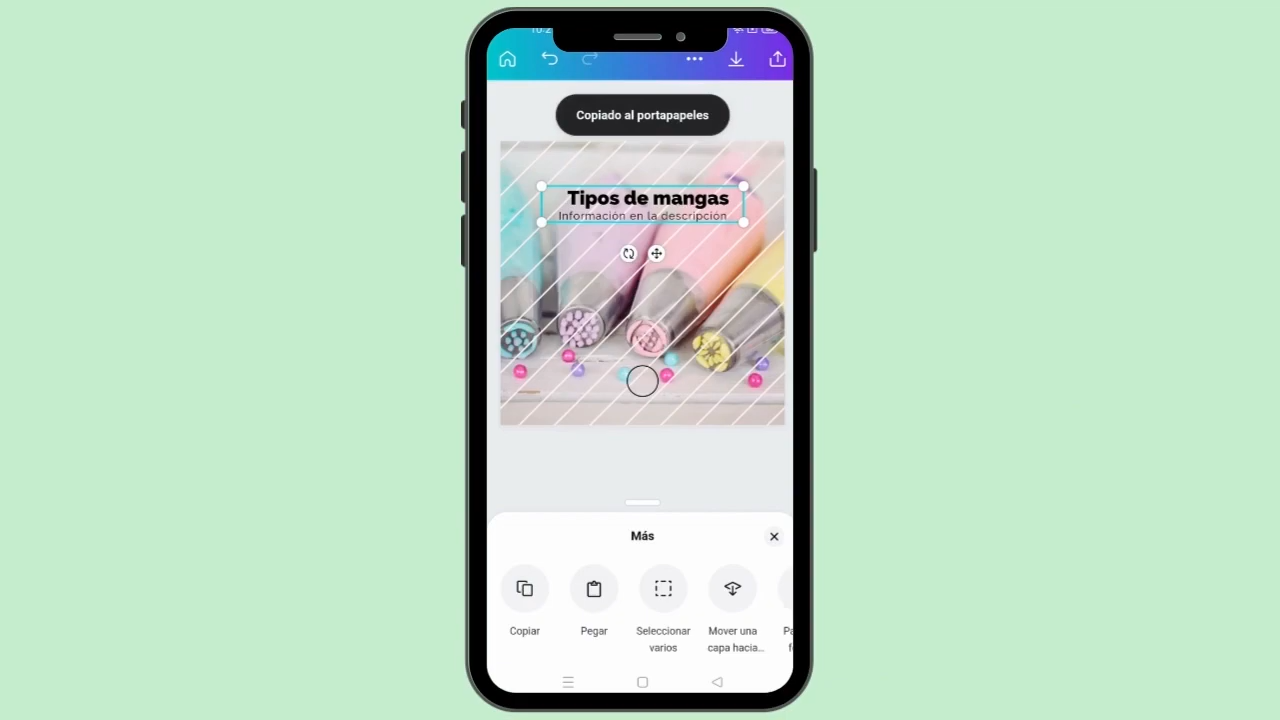 Copiado al portapapeles
Tipos de mangas
Información en la descripción
Más
Copiar
Pegar
Seleccionar
varios
Mover una
capa hacia...